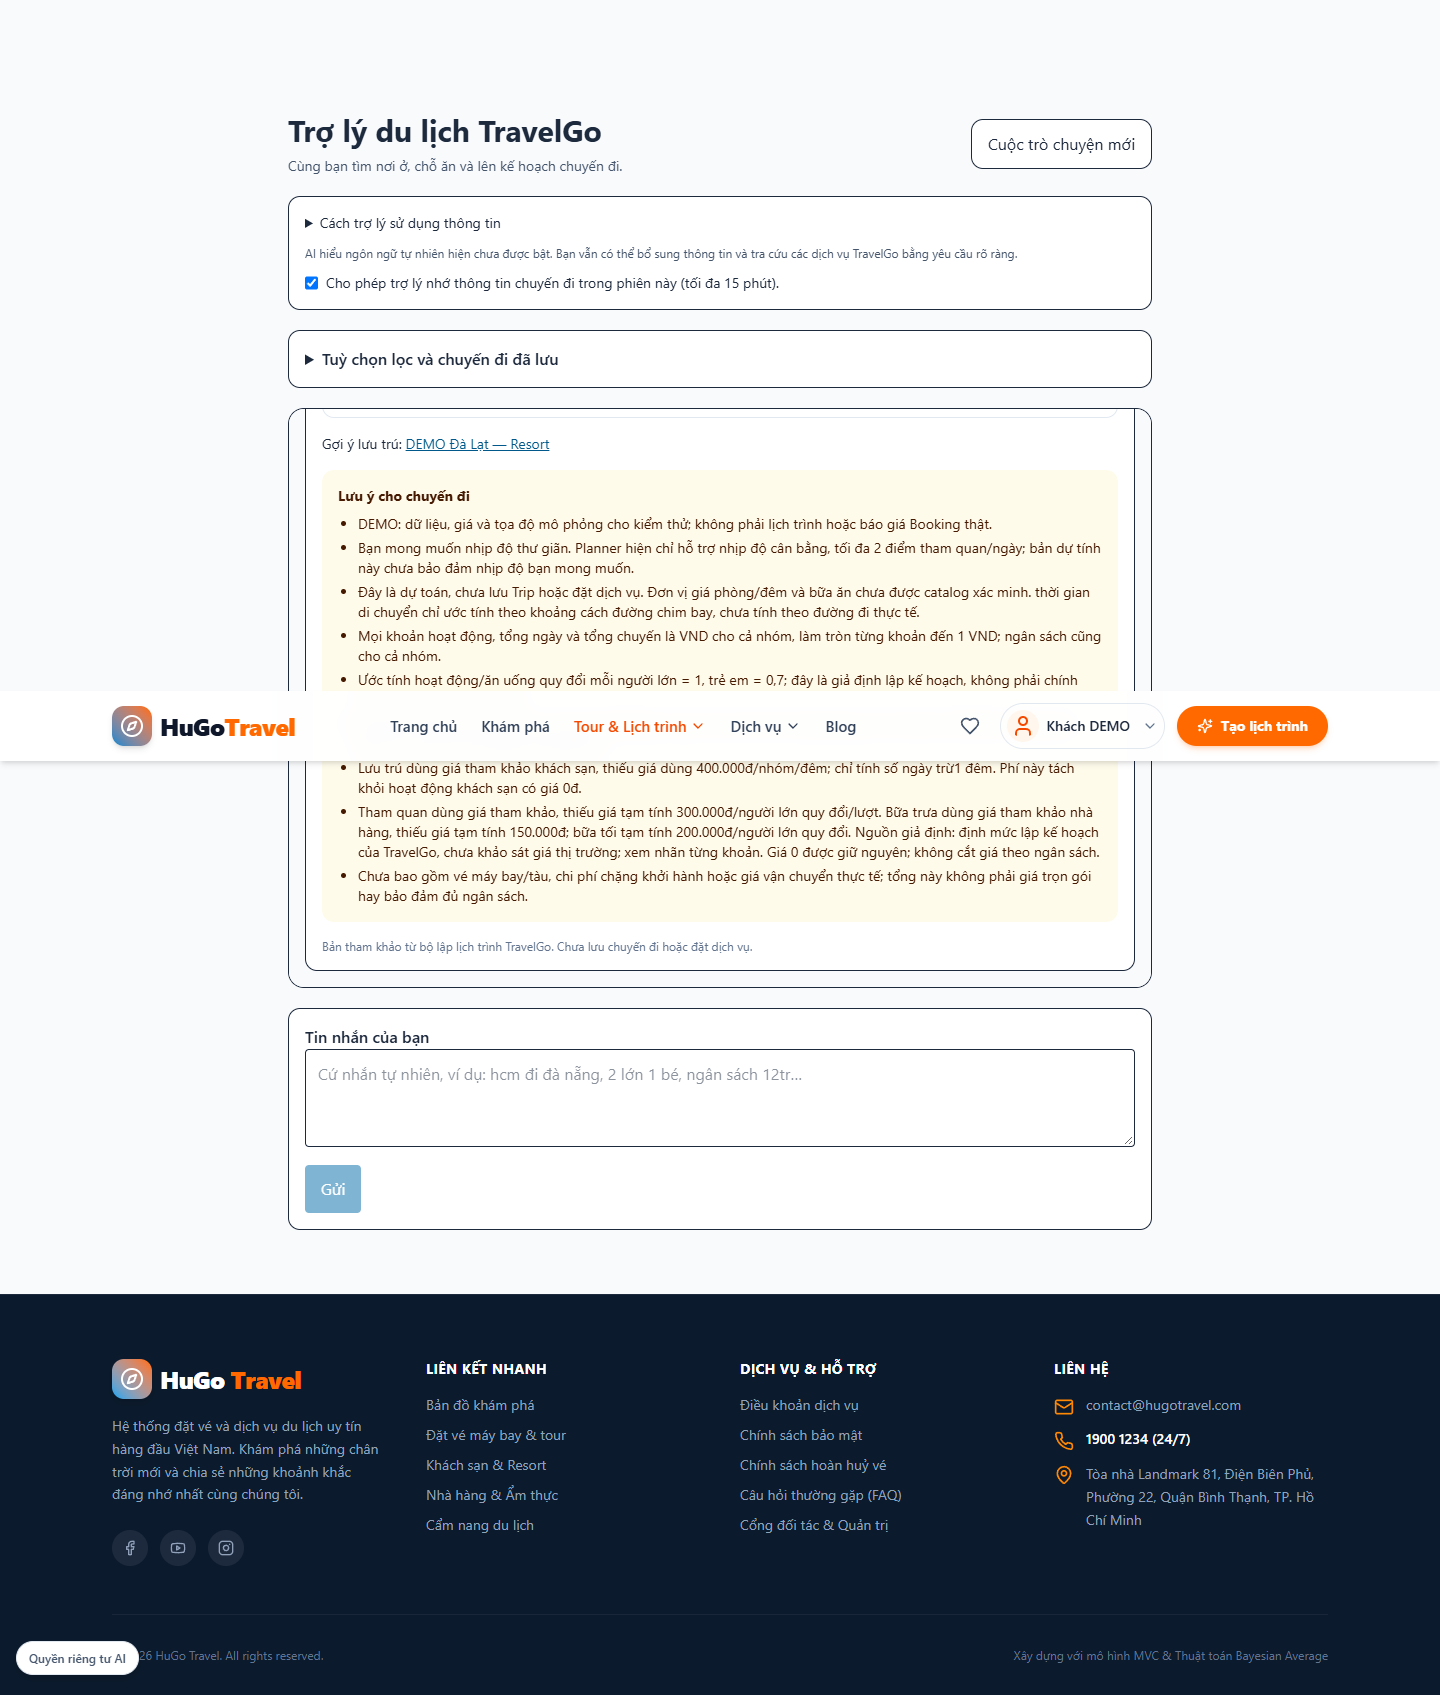 Trợ lý du lịch TravelGo
Cùng bạn tìm nơi ở, chỗ ăn và lên kế hoạch chuyến đi.
Cuộc trò chuyện mới
Cách trợ lý sử dụng thông tin
AI hiểu ngôn ngữ tự nhiên hiện chưa được bật. Bạn vẫn có thể bổ sung thông tin và tra cứu các dịch vụ TravelGo bằng yêu cầu rõ ràng.
Cho phép trợ lý nhớ thông tin chuyến đi trong phiên này (tối đa 15 phút).
Tuỳ chọn lọc và chuyến đi đã lưu
Gợi ý lưu trú: DEMO Đà Lạt — Resort
Lưu ý cho chuyến đi
• DEMO: dữ liệu, giá và tọa độ mô phỏng cho kiểm thử; không phải lịch trình hoặc báo giá Booking thật.
• Bạn mong muốn nhịp độ thư giãn. Planner hiện chỉ hỗ trợ nhịp độ cân bằng, tối đa 2 điểm tham quan/ngày; bản dự tính
này chưa bảo đảm nhịp độ bạn mong muốn.
• Đây là dự toán, chưa lưu Trip hoặc đặt dịch vụ. Đơn vị giá phòng/đêm và bữa ăn chưa được catalog xác minh. thời gian
di chuyển chỉ ước tính theo khoảng cách đường chim bay, chưa tính theo đường đi thực tế.
• Mọi khoản hoạt động, tổng ngày và tổng chuyến là VND cho cả nhóm, làm tròn từng khoản đến 1 VND; ngân sách cũng
cho cả nhóm.
• Ước tính hoạt động/ăn uống quy đổi mỗi người lớn = 1, trẻ em = 0,7; đây là giả định lập kế hoạch, không phải chính
HuGoTravel
Trang chủ
Khám phá
Tour & Lịch trình
Dịch vụ
Blog
Khách DEMO
Tạo lịch trình
• Lưu trú dùng giá tham khảo khách sạn, thiếu giá dùng 400.000đ/nhóm/đêm; chỉ tính số ngày trừ1 đêm. Phí này tách
khỏi hoạt động khách sạn có giá 0đ.
• Tham quan dùng giá tham khảo, thiếu giá tạm tính 300.000đ/người lớn quy đổi/lượt. Bữa trưa dùng giá tham khảo nhà
hàng, thiếu giá tạm tính 150.000đ; bữa tối tạm tính 200.000đ/người lớn quy đổi. Nguồn giả định: định mức lập kế hoạch
của TravelGo, chưa khảo sát giá thị trường; xem nhãn từng khoản. Giá 0 được giữ nguyên; không cắt giá theo ngân sách.
• Chưa bao gồm vé máy bay/tàu, chi phí chặng khởi hành hoặc giá vận chuyển thực tế; tổng này không phải giá trọn gói
hay bảo đảm đủ ngân sách.
Bản tham khảo từ bộ lập lịch trình TravelGo. Chưa lưu chuyến đi hoặc đặt dịch vụ.
Tin nhắn của bạn
Cứ nhắn tự nhiên, ví dụ: hcm đi đà nẵng, 2 lớn 1 bé, ngân sách 12tr...
Gửi
HuGo Travel
Hệ thống đặt vé và dịch vụ du lịch uy tín
hàng đầu Việt Nam. Khám phá những chân
trời mới và chia sẻ những khoảnh khắc
đáng nhớ nhất cùng chúng tôi.
LIÊN KẾT NHANH
Bản đồ khám phá
Đặt vé máy bay & tour
Khách sạn & Resort
Nhà hàng & Ẩm thực
Cẩm nang du lịch
DỊCH VỤ & HỖ TRỢ
Điều khoản dịch vụ
Chính sách bảo mật
Chính sách hoàn huỷ vé
Câu hỏi thường gặp (FAQ)
Cổng đối tác & Quản trị
LIÊN HỆ
contact@hugotravel.com
1900 1234 (24/7)
Tòa nhà Landmark 81, Điện Biên Phủ,
Phường 22, Quận Bình Thạnh, TP. Hồ
Chí Minh
Quyền riêng tư AI
26 HuGo Travel. All rights reserved.
Xây dựng với mô hình MVC & Thuật toán Bayesian Average